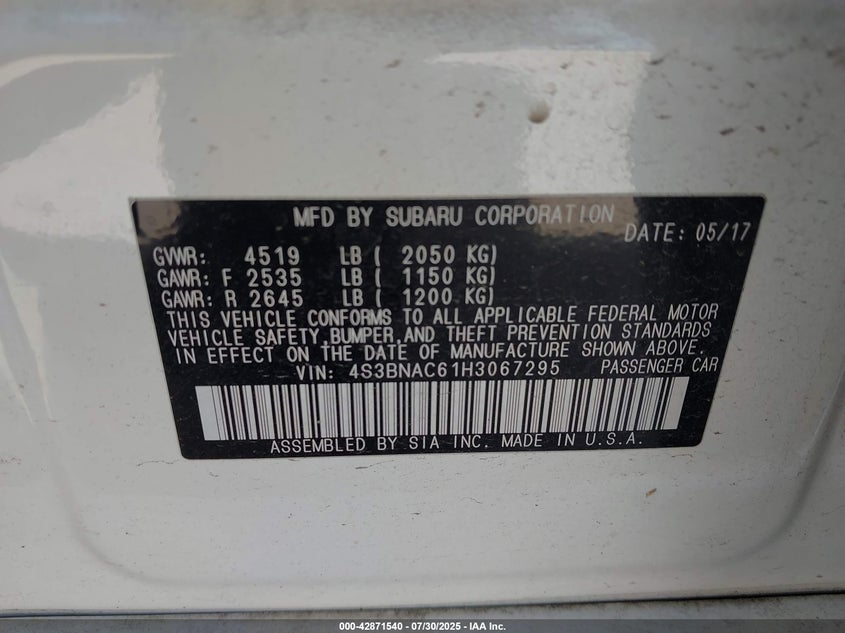 MFD BY SUBARU CORPORATION
DATE: 05/17
GVWR: 4519 LB ( 2050 KG)
GAWR: F 2535 LB ( 1150 KG)
GAWR: R 2645 LB ( 1200 KG)
THIS VEHICLE CONFORMS TO ALL APPLICABLE FEDERAL MOTOR
VEHICLE SAFETY, BUMPER, AND THEFT PREVENTION STANDARDS
IN EFFECT ON THE DATE OF MANUFACTURE SHOWN ABOVE.
VIN: 4S3BNAC61H3067295 PASSENGER CAR
ASSEMBLED BY SIA INC. MADE IN U.S.A.
000-42871540 - 07/30/2025 - IAA Inc.